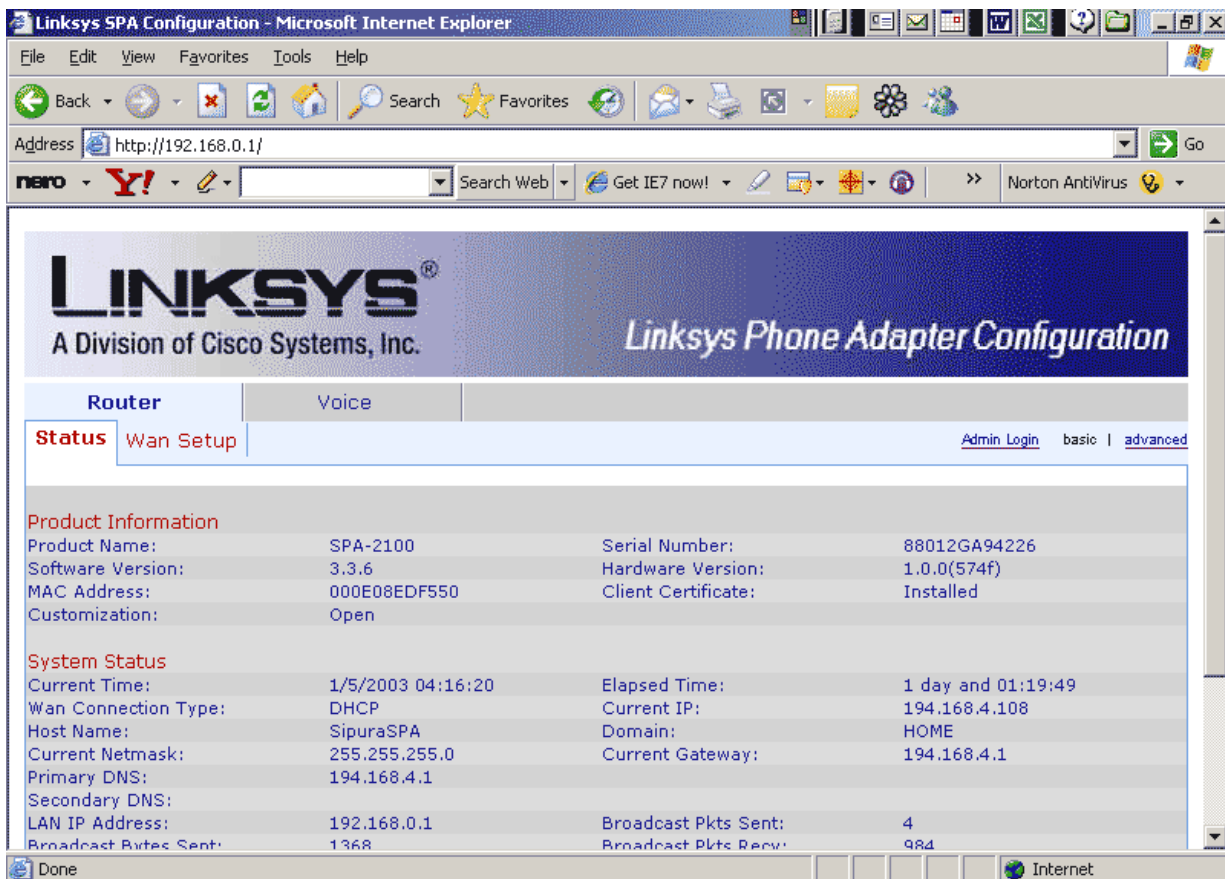 Linksys SPA Configuration - Microsoft Internet Explorer
File Edit View Favorites Tools Help
Back Search Favorites
Address http://192.168.0.1/ Go
nero Y! Search Web Get IE7 now! >> Norton AntiVirus
LINKSYS®
A Division of Cisco Systems, Inc.
Linksys Phone Adapter Configuration
Router Voice
Status Wan Setup Admin Login basic | advanced
Product Information
Product Name: SPA-2100 Serial Number: 88012GA94226
Software Version: 3.3.6 Hardware Version: 1.0.0(574f)
MAC Address: 000E08EDF550 Client Certificate: Installed
Customization: Open
System Status
Current Time: 1/5/2003 04:16:20 Elapsed Time: 1 day and 01:19:49
Wan Connection Type: DHCP Current IP: 194.168.4.108
Host Name: SipuraSPA Domain: HOME
Current Netmask: 255.255.255.0 Current Gateway: 194.168.4.1
Primary DNS: 194.168.4.1
Secondary DNS:
LAN IP Address: 192.168.0.1 Broadcast Pkts Sent: 4
Broadcast Bytes Sent: 1368 Broadcast Pkts Recv: 984
Done Internet